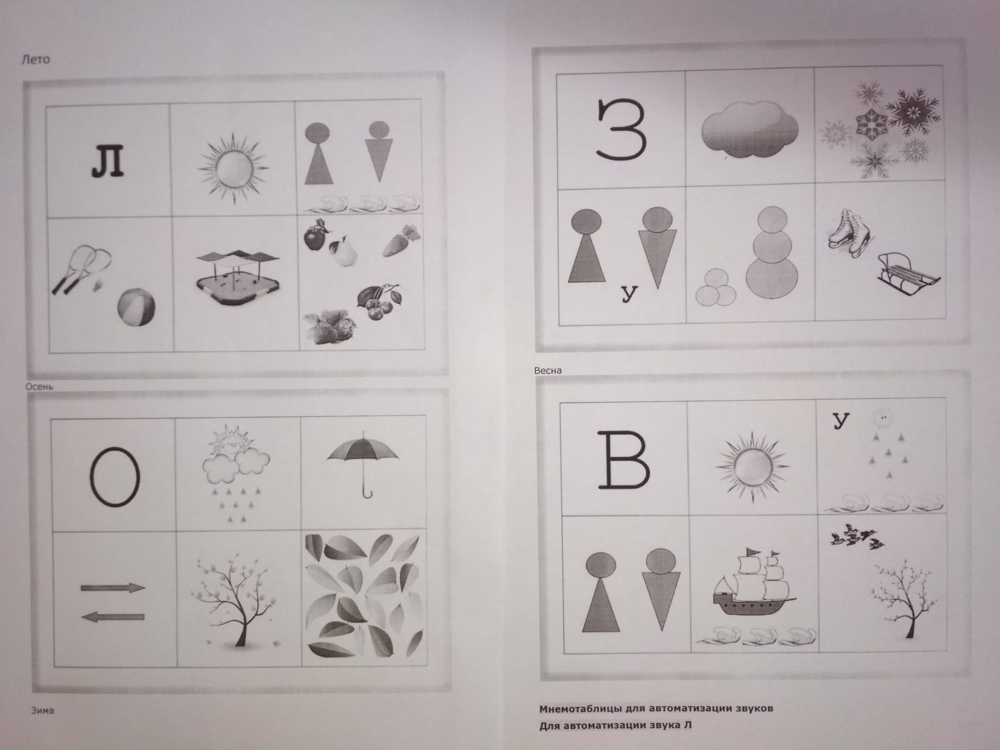 Лето
Л
Осень
О
Зима
З
у
Весна
В
у
Мнемотаблицы для автоматизации звуков
Для автоматизации звука Л